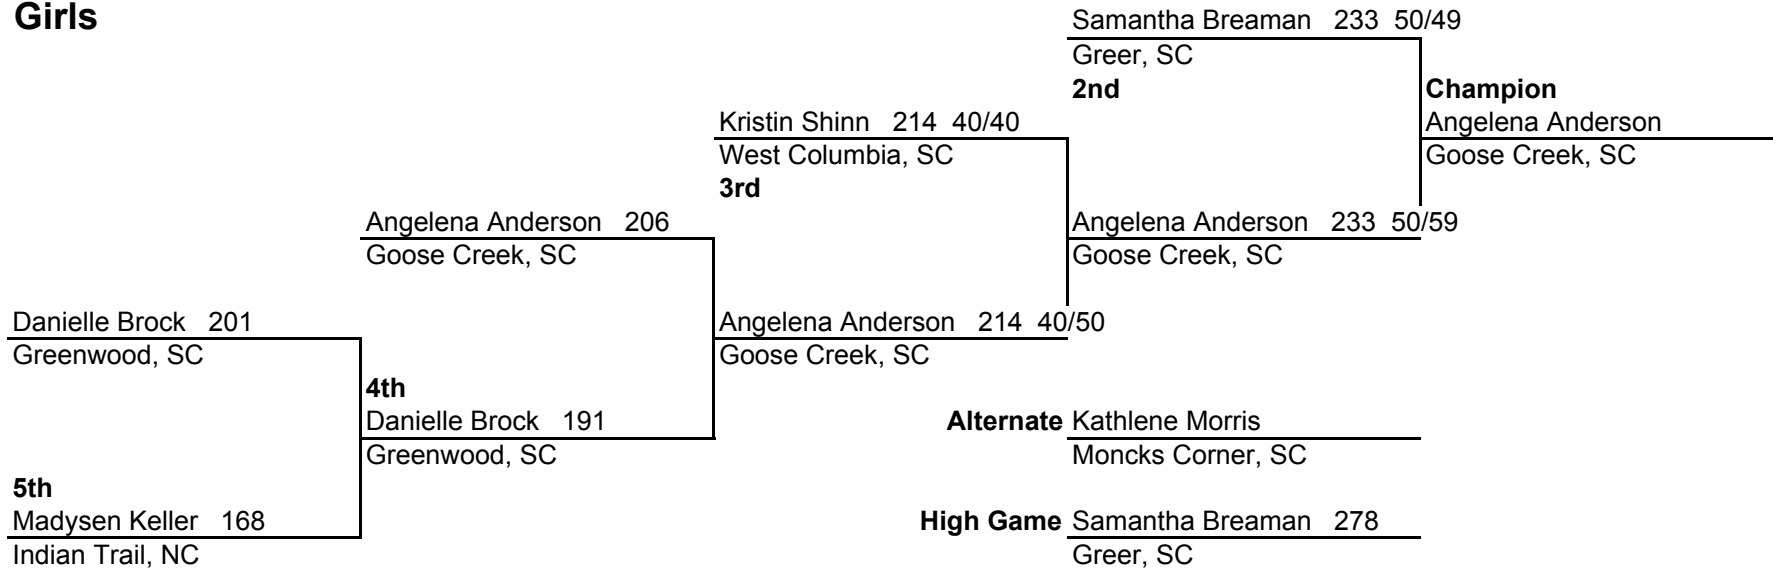 Girls
Samantha Breaman 233 50/49
Greer, SC
2nd
Champion
Kristin Shinn 214 40/40
Angelena Anderson
West Columbia, SC
Goose Creek, SC
3rd
Angelena Anderson 206
Angelena Anderson 233 50/59
Goose Creek, SC
Goose Creek, SC
Danielle Brock 201
Angelena Anderson 214 40/50
Greenwood, SC
Goose Creek, SC
4th
Danielle Brock 191
Alternate Kathlene Morris
Greenwood, SC
Moncks Corner, SC
5th
Madysen Keller 168
High Game Samantha Breaman 278
Indian Trail, NC
Greer, SC